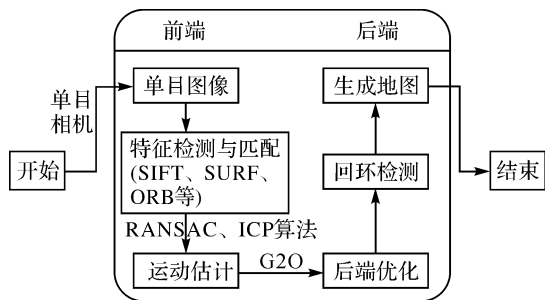 前端
后端
单目
相机
单目图像
生成地图
开始
特征检测与匹配
(SIFT、SURF、
ORB等)
回环检测
结束
RANSAC、ICP算法
运动估计
G2O
后端优化